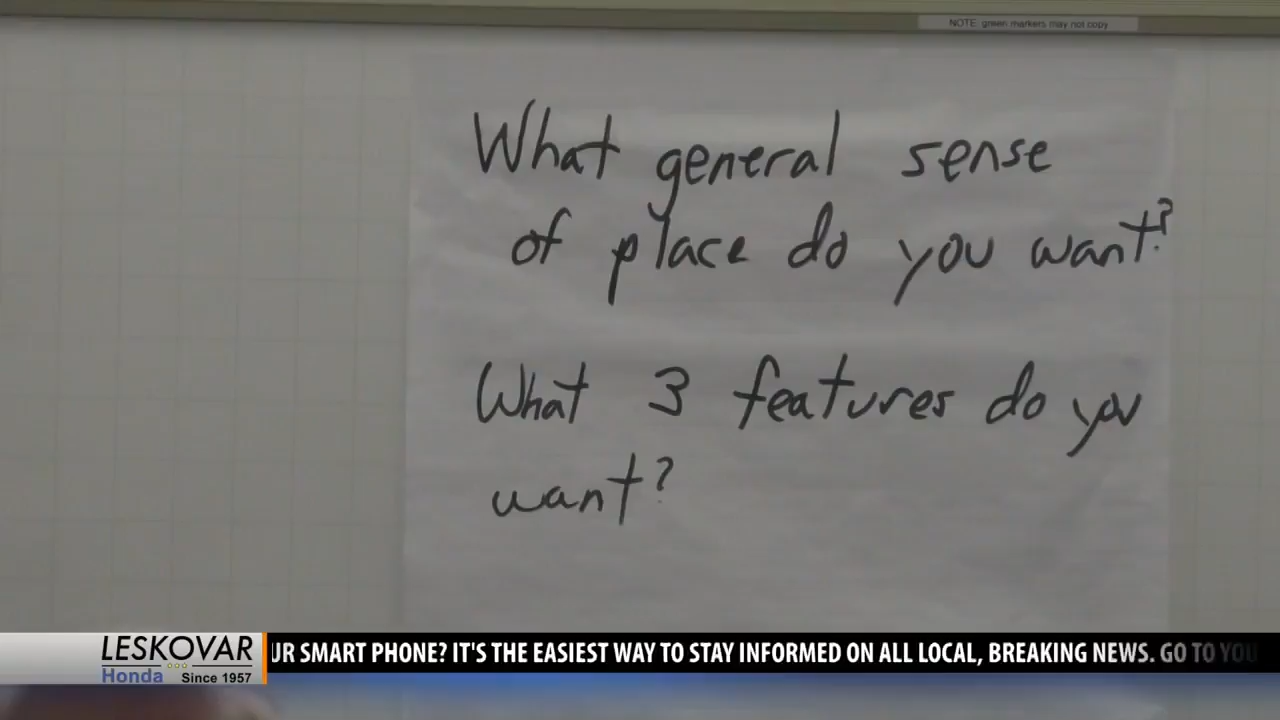 NOTE: green markers may not copy
What general sense
of place do you want?
What 3 features do you
want?
LESKOVAR
Honda Since 1957
UR SMART PHONE? IT'S THE EASIEST WAY TO STAY INFORMED ON ALL LOCAL, BREAKING NEWS. GO TO YOU